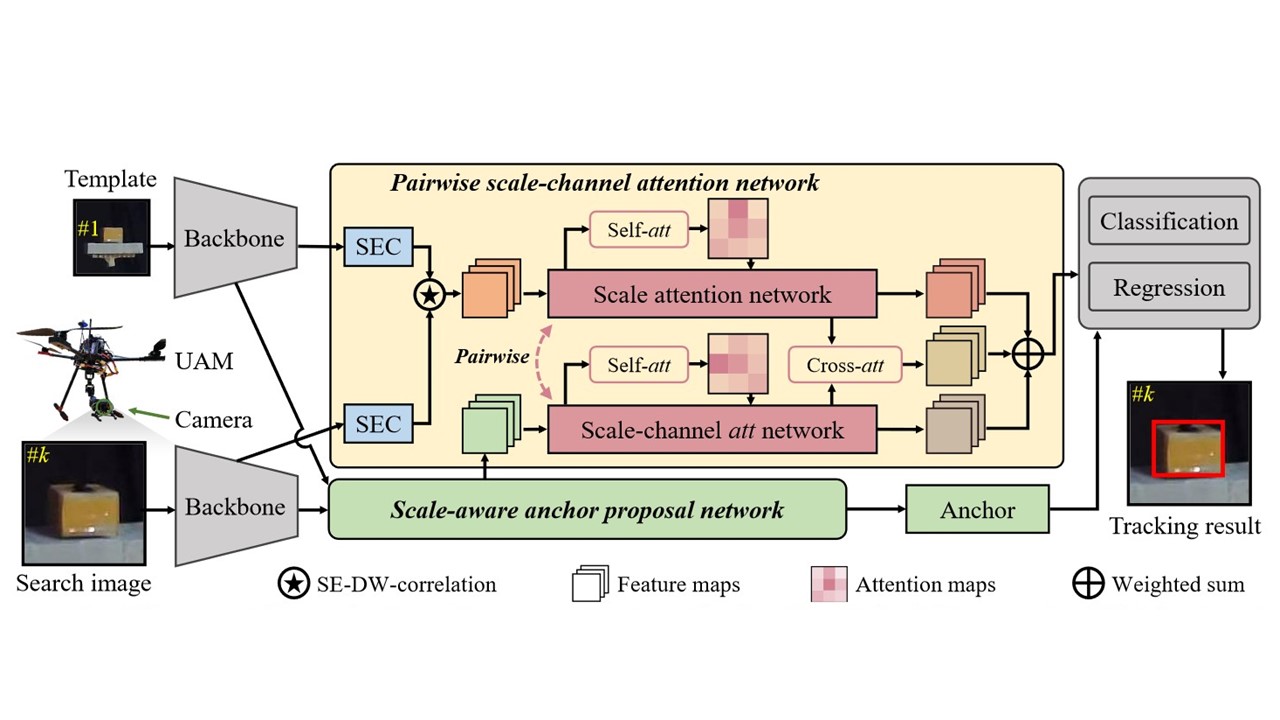 Template
#1
Backbone
UAM
Camera
#k
Search image
Backbone
Pairwise scale-channel attention network
SEC
SEC
Self-att
Scale attention network
Pairwise
Self-att
Cross-att
Scale-channel att network
Scale-aware anchor proposal network
Anchor
Classification
Regression
#k
Tracking result
SE-DW-correlation
Feature maps
Attention maps
Weighted sum